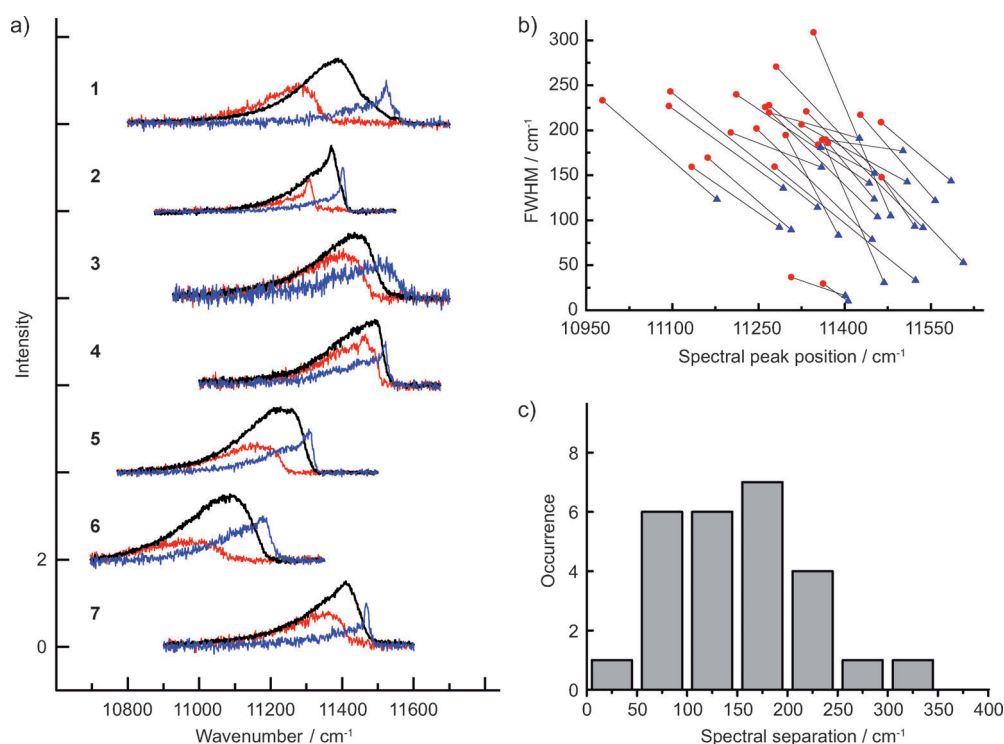 a)
1
2
3
4
5
6
7
Intensity
2
0
10800 11000 11200 11400 11600
Wavenumber / cm-1
b)
FWHM / cm-1
300
250
200
150
100
50
0
10950 11100 11250 11400 11550
Spectral peak position / cm-1
c)
Occurrence
8
6
4
2
0
0 50 100 150 200 250 300 350 400
Spectral separation / cm-1